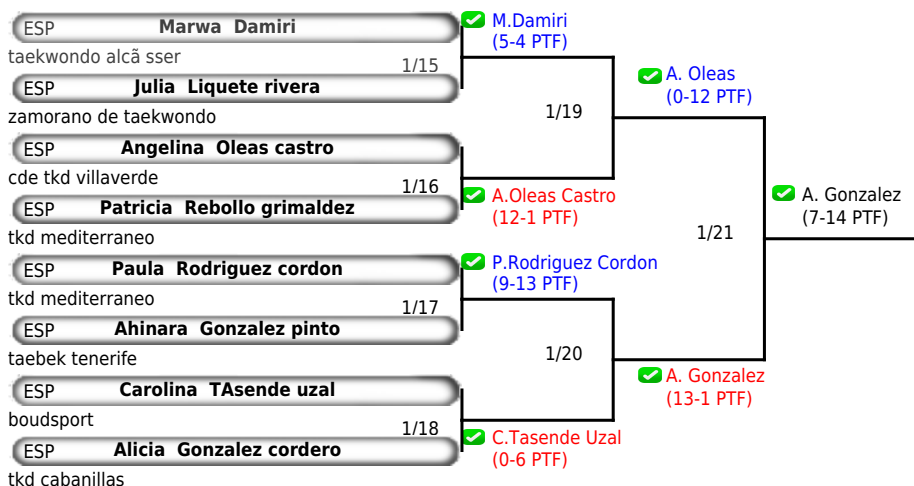 ESP Marwa Damiri
taekwondo alcã sser
1/15
ESP Julia Liquete rivera
zamorano de taekwondo
ESP Angelina Oleas castro
cde tkd villaverde
1/16
ESP Patricia Rebollo grimaldez
tkd mediterraneo
ESP Paula Rodriguez cordon
tkd mediterraneo
1/17
ESP Ahinara Gonzalez pinto
taebek tenerife
ESP Carolina TAsende uzal
boudsport
1/18
ESP Alicia Gonzalez cordero
tkd cabanillas
M.Damiri
(5-4 PTF)
1/19
A.Oleas Castro
(12-1 PTF)
P.Rodriguez Cordon
(9-13 PTF)
1/20
C.Tasende Uzal
(0-6 PTF)
A. Oleas
(0-12 PTF)
1/21
A. Gonzalez
(13-1 PTF)
A. Gonzalez
(7-14 PTF)